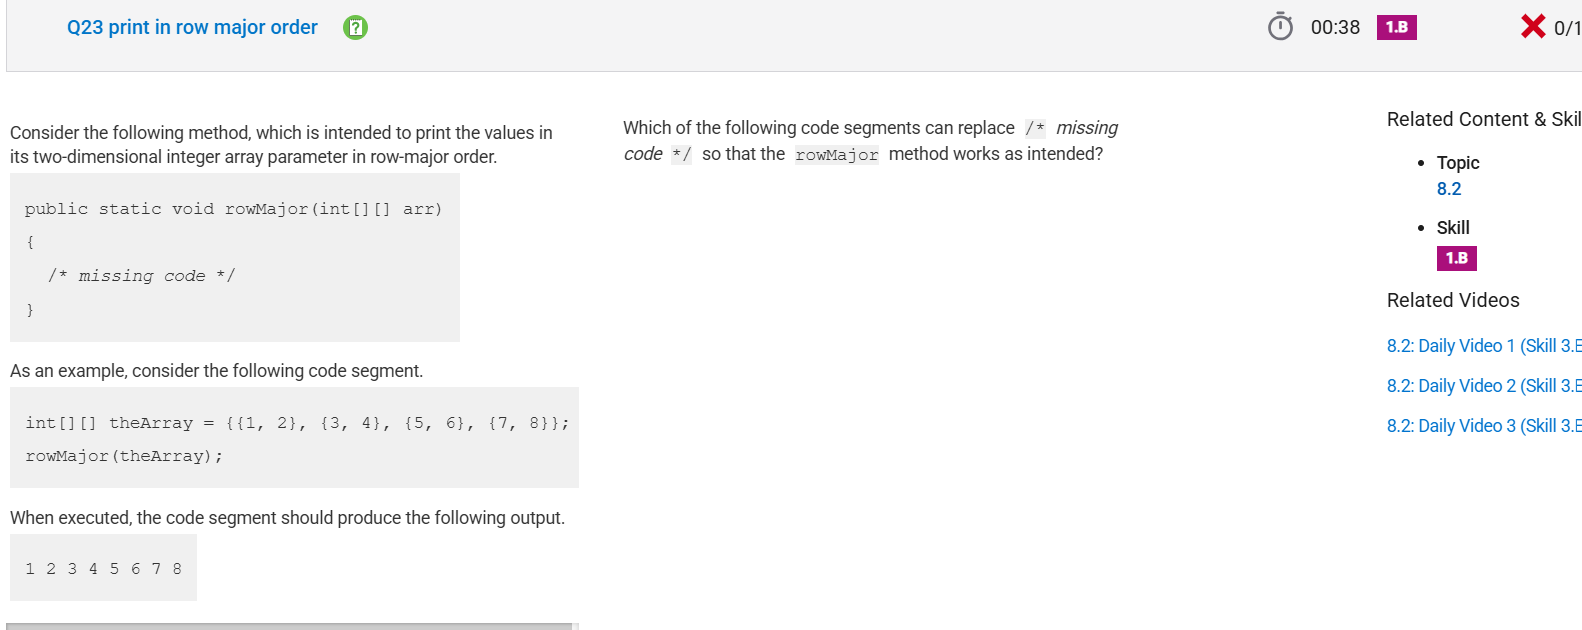 Q23 print in row major order
00:38
1.B
0/1
Consider the following method, which is intended to print the values in
its two-dimensional integer array parameter in row-major order.
public static void rowMajor(int[][] arr)
{
/* missing code */
}
As an example, consider the following code segment.
int[][] theArray = {{1, 2}, {3, 4}, {5, 6}, {7, 8}};
rowMajor(theArray);
When executed, the code segment should produce the following output.
1 2 3 4 5 6 7 8
Which of the following code segments can replace /* missing
code */ so that the rowMajor method works as intended?
Related Content & Skil
Topic
8.2
Skill
1.B
Related Videos
8.2: Daily Video 1 (Skill 3.E
8.2: Daily Video 2 (Skill 3.E
8.2: Daily Video 3 (Skill 3.E